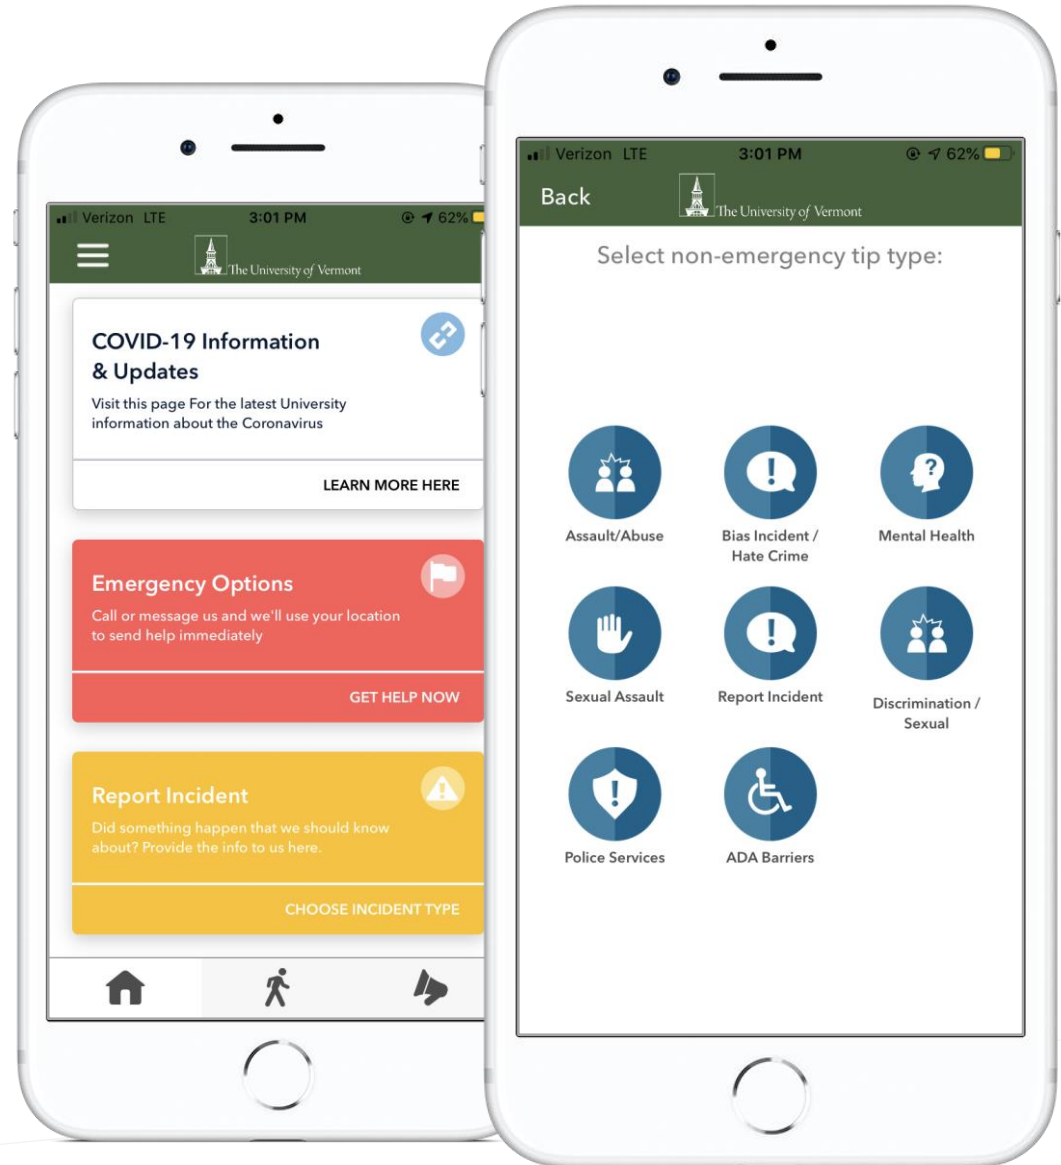 Verizon LTE 3:01 PM 62%
The University of Vermont
COVID-19 Information
& Updates
Visit this page For the latest University
information about the Coronavirus
LEARN MORE HERE
Emergency Options
Call or message us and we'll use your location
to send help immediately
GET HELP NOW
Report Incident
Did something happen that we should know
about? Provide the info to us here.
CHOOSE INCIDENT TYPE
Verizon LTE 3:01 PM 62%
Back
The University of Vermont
Select non-emergency tip type:
Assault/Abuse
Bias Incident /
Hate Crime
Mental Health
Sexual Assault
Report Incident
Discrimination /
Sexual
Police Services
ADA Barriers